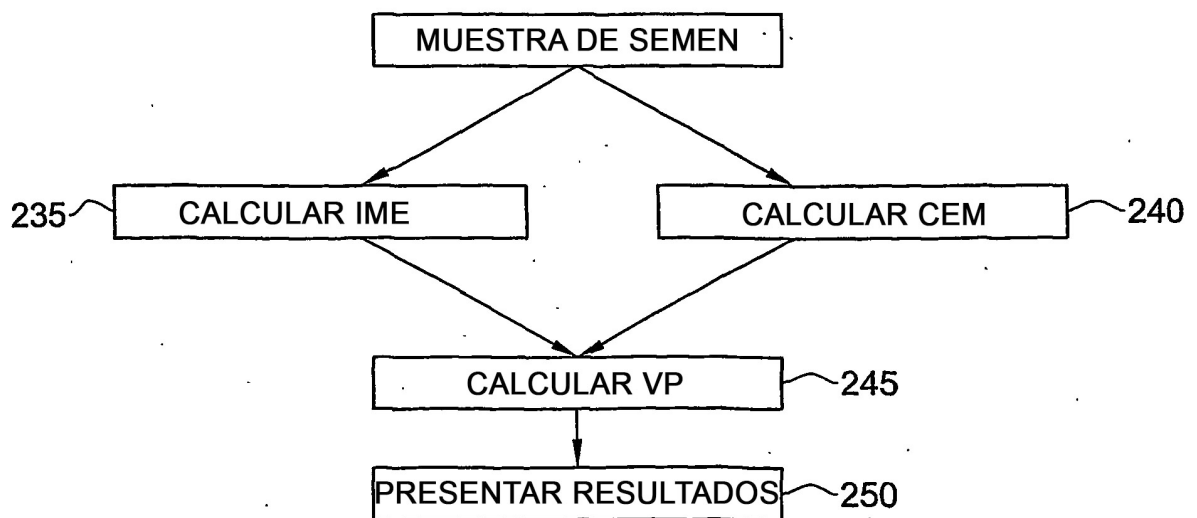 MUESTRA DE SEMEN
235
CALCULAR IME
CALCULAR CEM
240
CALCULAR VP
245
PRESENTAR RESULTADOS
250